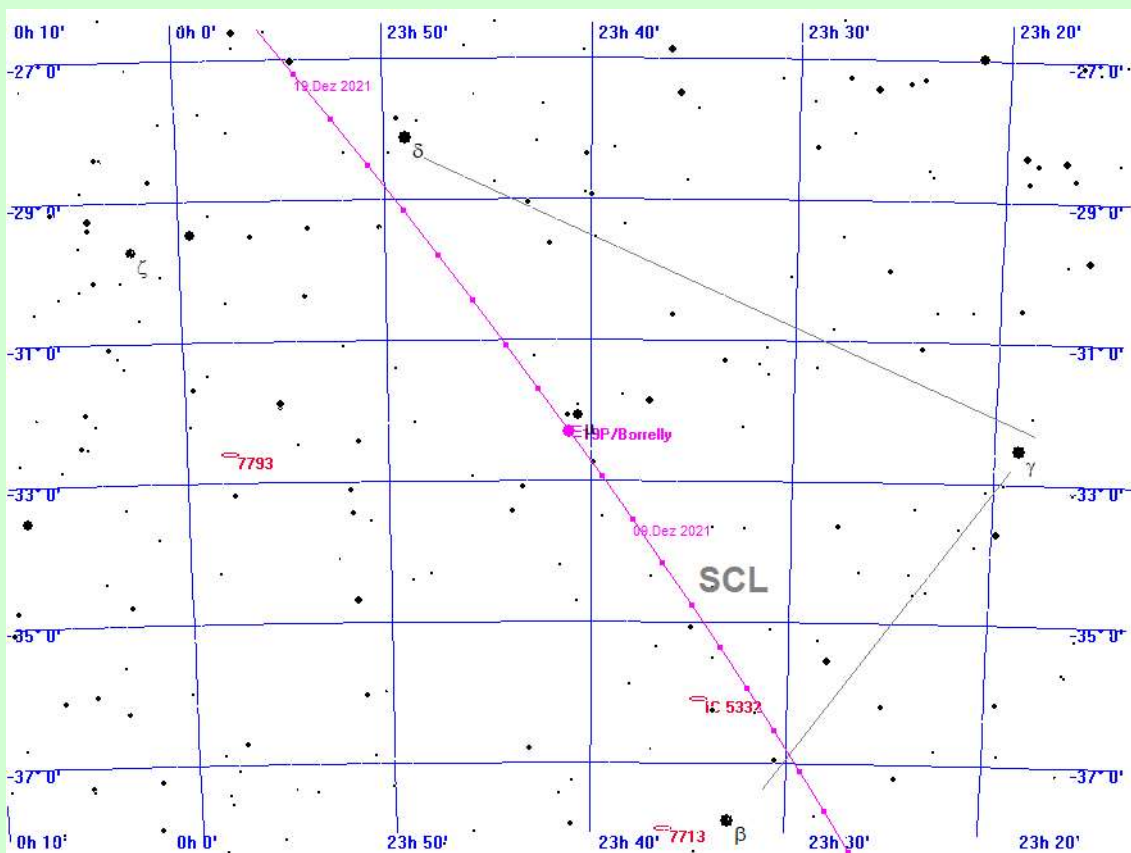 0h 10' 0h 0' 23h 50' 23h 40' 23h 30' 23h 20'
-27° 0' -27° 0'
19.Dez 2021
δ
-29° 0' -29° 0'
ζ
-31° 0' -31° 0'
μ
19P/Borrelly
7793
γ
-33° 0' -33° 0'
09.Dez 2021
SCL
-35° 0' -35° 0'
IC 5332
-37° 0' -37° 0'
7713
β
0h 10' 0h 0' 23h 50' 23h 40' 23h 30' 23h 20'